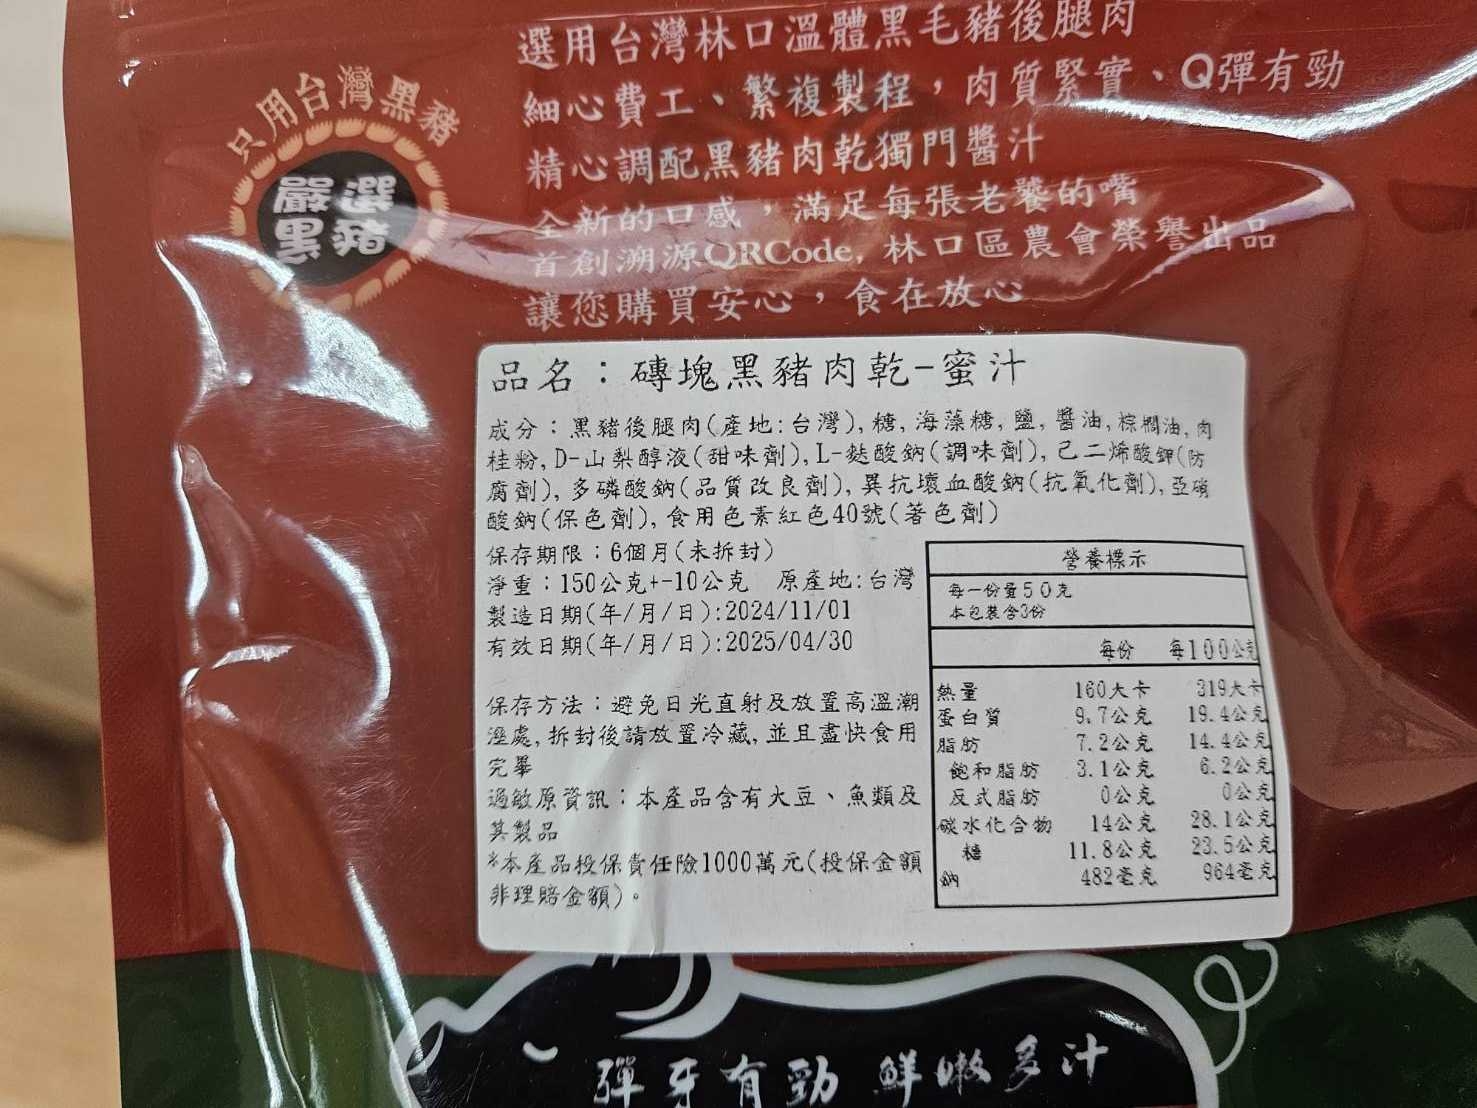 只用台灣黑豬
嚴選
黑豬
選用台灣林口溫體黑毛豬後腿肉
細心費工、繁複製程，肉質緊實、Q彈有勁
精心調配黑豬肉乾獨門醬汁
全新的口感，滿足每張老饕的嘴
首創溯源QRCode, 林口區農會榮譽出品
讓您購買安心，食在放心
品名：磚塊黑豬肉乾-蜜汁
成分：黑豬後腿肉(產地:台灣), 糖, 海藻糖, 鹽, 醬油, 棕櫚油, 肉
桂粉, D-山梨醇液(甜味劑), L-麩酸鈉(調味劑), 己二烯酸鉀(防
腐劑), 多磷酸鈉(品質改良劑), 異抗壞血酸鈉(抗氧化劑), 亞硝
酸鈉(保色劑), 食用色素紅色40號(著色劑)
保存期限：6個月(未拆封)
淨重：150公克+-10公克 原產地:台灣
製造日期(年/月/日):2024/11/01
有效日期(年/月/日):2025/04/30
保存方法：避免日光直射及放置高溫潮
溼處, 拆封後請放置冷藏, 並且盡快食用
完畢
過敏原資訊：本產品含有大豆、魚類及
其製品
*本產品投保責任險1000萬元(投保金額
非理賠金額)。
營養標示
每一份量50克
本包裝含3份
每份 每100公克
熱量 160大卡 319大卡
蛋白質 9.7公克 19.4公克
脂肪 7.2公克 14.4公克
飽和脂肪 3.1公克 6.2公克
反式脂肪 0公克 0公克
碳水化合物 14公克 28.1公克
糖 11.8公克 23.5公克
鈉 482毫克 964毫克
彈牙有勁 鮮嫩多汁